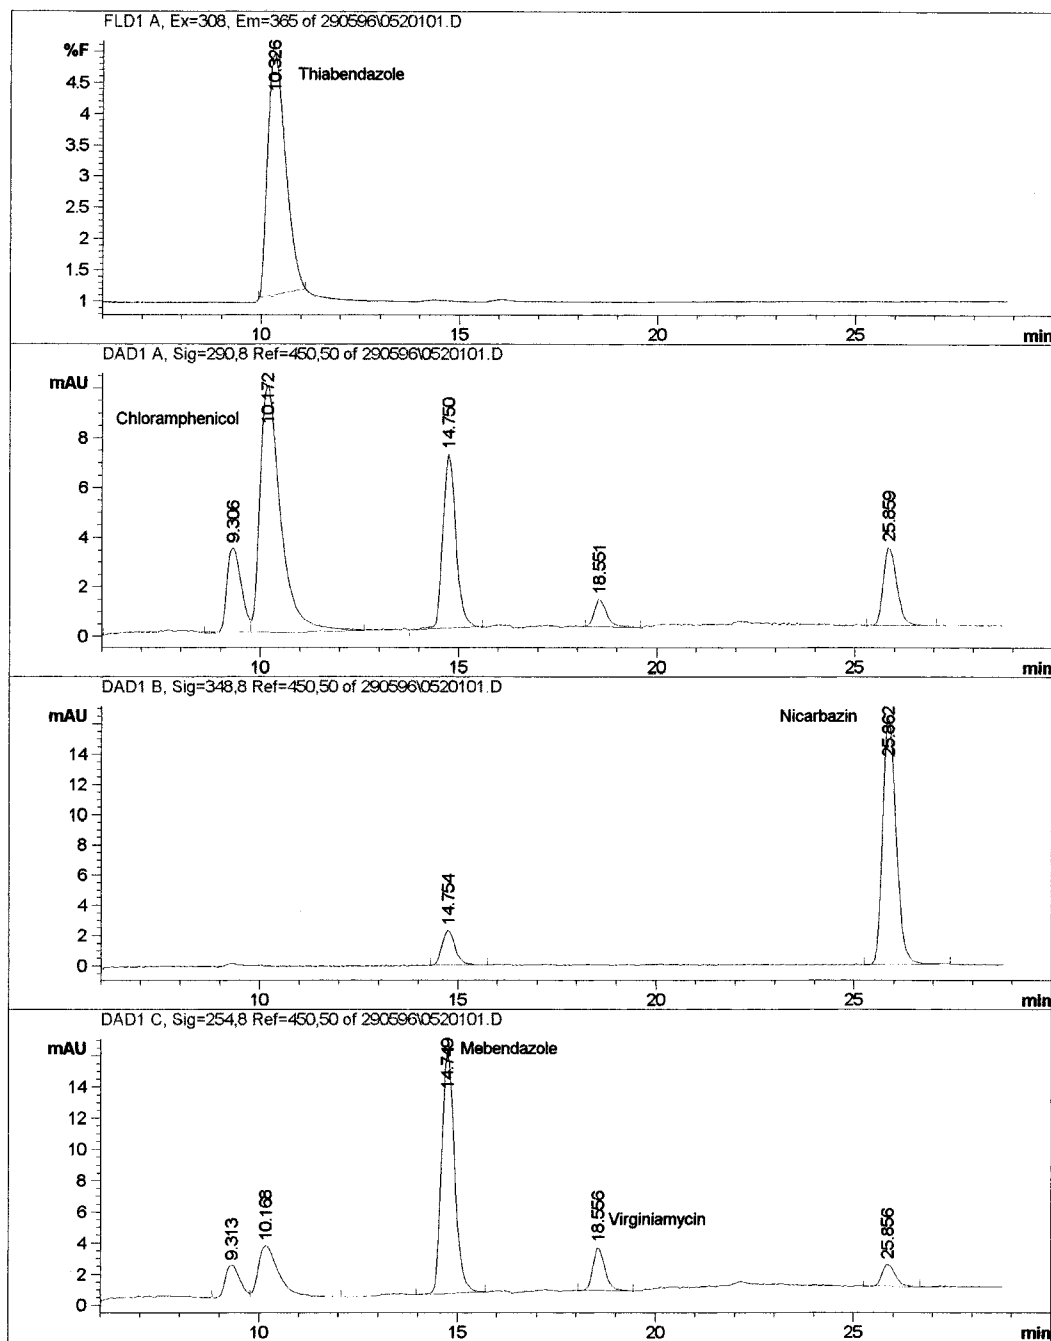 FLD1 A, Ex=308, Em=365 of 290596\0520101.D
%F
10.326
Thiabendazole
4.5
4
3.5
3
2.5
2
1.5
1
10 15 20 25 min
DAD1 A, Sig=290,8 Ref=450,50 of 290596\0520101.D
mAU
10.172
Chloramphenicol
14.750
8
6
9.306
25.859
4
18.551
2
0
10 15 20 25 min
DAD1 B, Sig=348,8 Ref=450,50 of 290596\0520101.D
mAU
Nicarbazin
25.862
14
12
10
8
6
14.754
4
2
0
10 15 20 25 min
DAD1 C, Sig=254,8 Ref=450,50 of 290596\0520101.D
mAU
14.749
Mebendazole
14
12
10
8
6
10.168
18.556
Virginiamycin
4
9.313
25.856
2
0
10 15 20 25 min